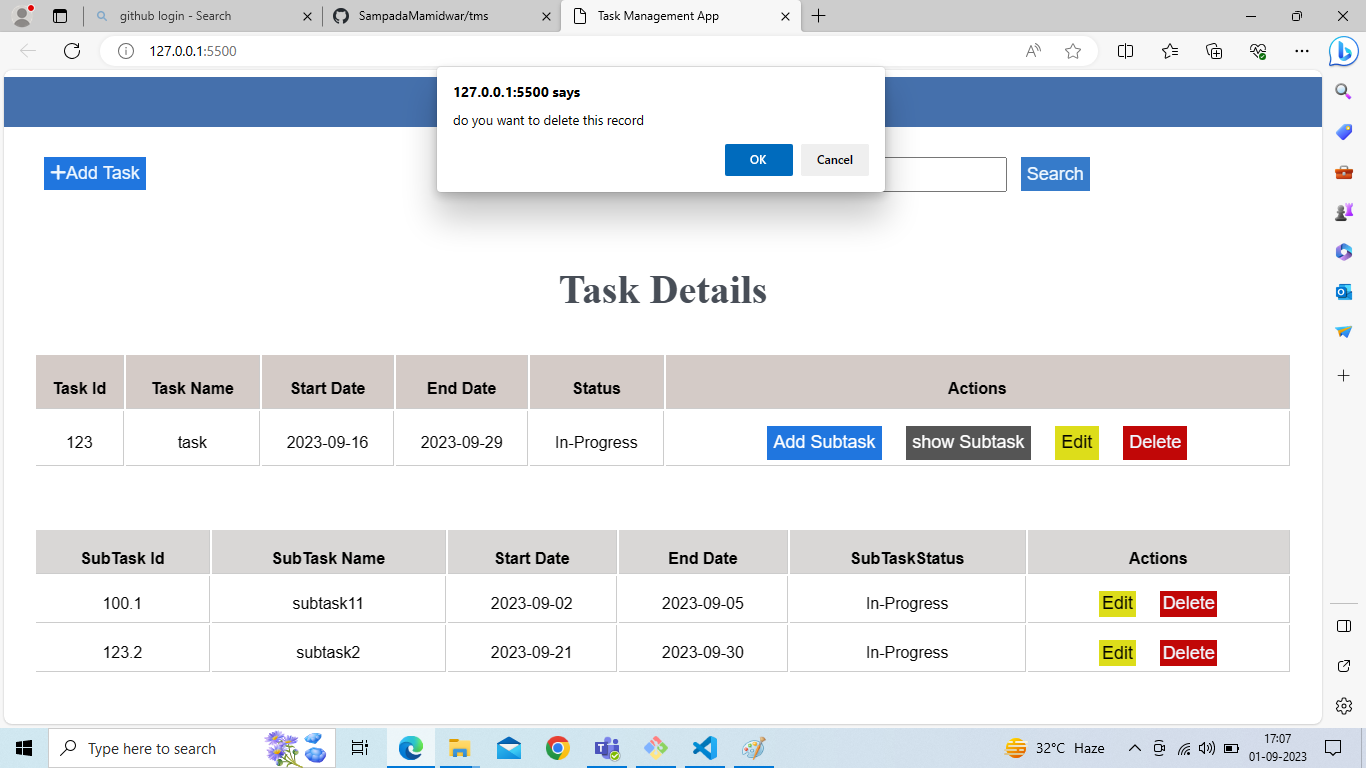 github login - Search
SampadaMamidwar/tms
Task Management App
127.0.0.1:5500
127.0.0.1:5500 says
do you want to delete this record
OK Cancel
+Add Task
Search
Task Details
Task Id Task Name Start Date End Date Status Actions
123 task 2023-09-16 2023-09-29 In-Progress Add Subtask show Subtask Edit Delete
SubTask Id SubTask Name Start Date End Date SubTaskStatus Actions
100.1 subtask11 2023-09-02 2023-09-05 In-Progress Edit Delete
123.2 subtask2 2023-09-21 2023-09-30 In-Progress Edit Delete
Type here to search
32°C Haze
17:07
01-09-2023